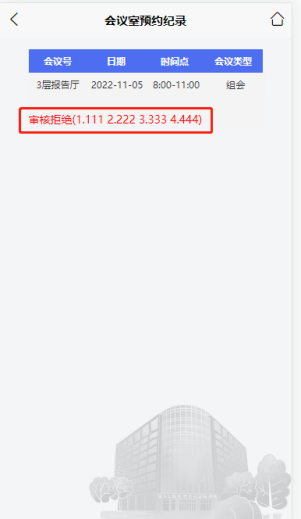 会议室预约纪录
会议号 日期 时间点 会议类型
3层报告厅 2022-11-05 8:00-11:00 组会
审核拒绝(1.111 2.222 3.333 4.444)